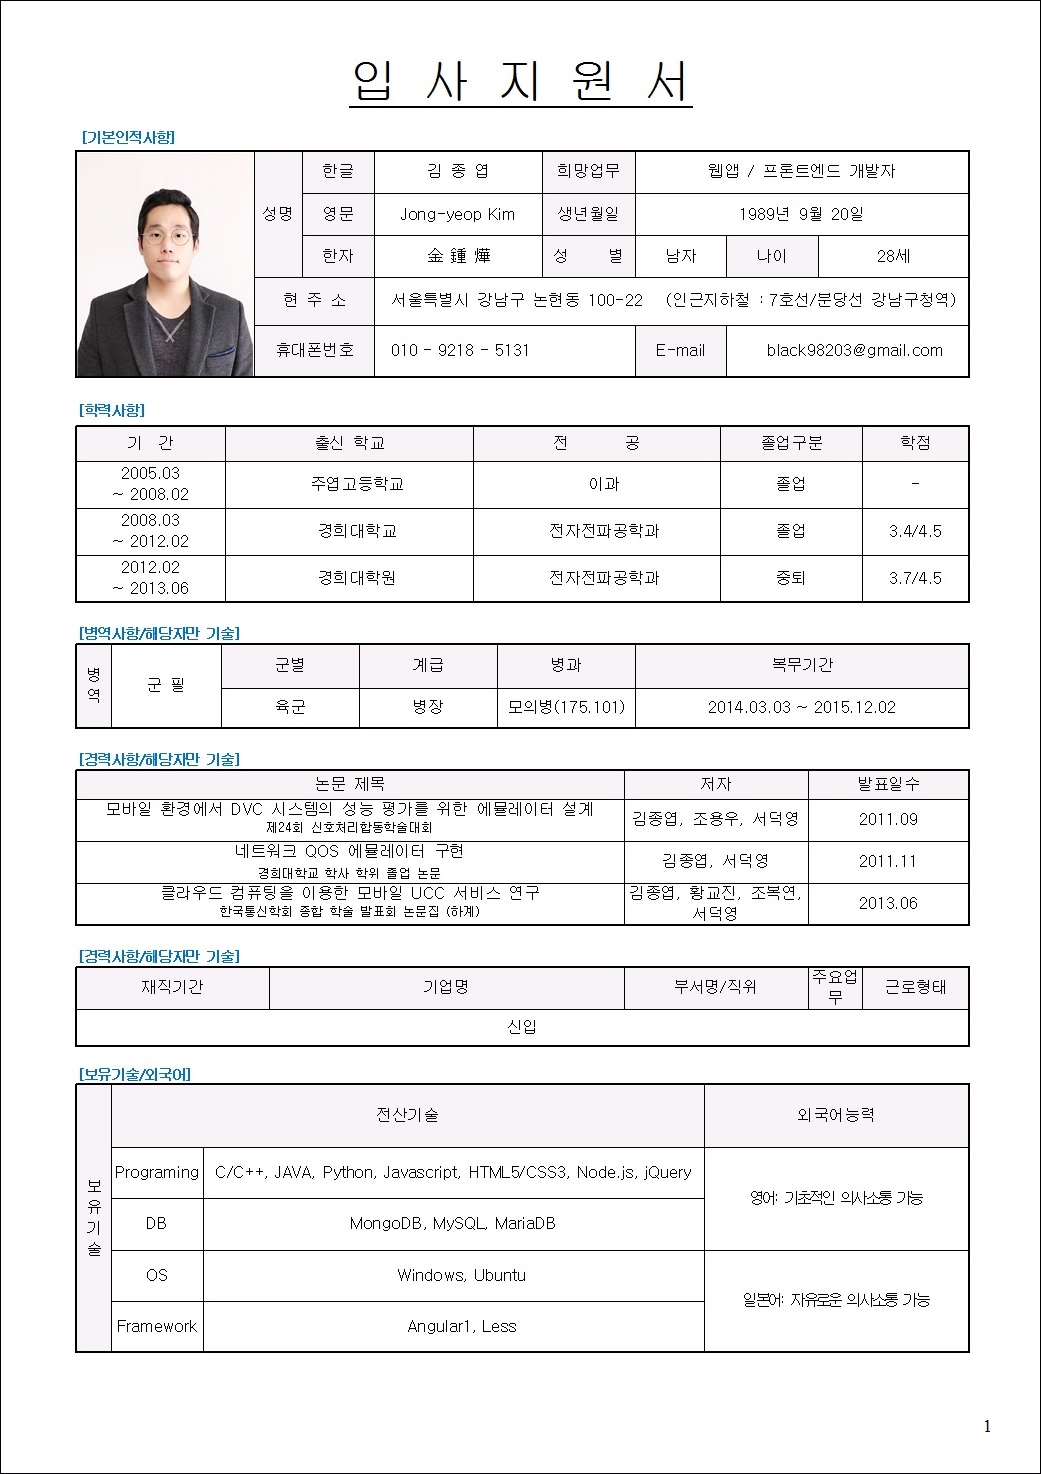 입 사 지 원 서
[기본인적사항]
성명 한글 김 종 엽 희망업무 웹앱 / 프론트엔드 개발자
영문 Jong-yeop Kim 생년월일 1989년 9월 20일
한자 金 鍾 燁 성 별 남자 나이 28세
현 주 소 서울특별시 강남구 논현동 100-22 (인근지하철 : 7호선/분당선 강남구청역)
휴대폰번호 010 - 9218 - 5131 E-mail black98203@gmail.com
[학력사항]
기 간 출신 학교 전 공 졸업구분 학점
2005.03
~ 2008.02 주엽고등학교 이과 졸업 -
2008.03
~ 2012.02 경희대학교 전자전파공학과 졸업 3.4/4.5
2012.02
~ 2013.06 경희대학원 전자전파공학과 중퇴 3.7/4.5
[병역사항/해당자만 기술]
병역 군 필 군별 계급 병과 복무기간
육군 병장 모의병(175.101) 2014.03.03 ~ 2015.12.02
[경력사항/해당자만 기술]
논문 제목 저자 발표일수
모바일 환경에서 DVC 시스템의 성능 평가를 위한 에뮬레이터 설계
제24회 신호처리합동학술대회 김종엽, 조용우, 서덕영 2011.09
네트워크 QOS 에뮬레이터 구현
경희대학교 학사 학위 졸업 논문 김종엽, 서덕영 2011.11
클라우드 컴퓨팅을 이용한 모바일 UCC 서비스 연구
한국통신학회 종합 학술 발표회 논문집 (하계) 김종엽, 황교진, 조복연,
서덕영 2013.06
[경력사항/해당자만 기술]
재직기간 기업명 부서명/직위 주요업무 근로형태
신입
[보유기술/외국어]
보유기술 전산기술 외국어능력
Programing C/C++, JAVA, Python, Javascript, HTML5/CSS3, Node.js, jQuery
영어: 기초적인 의사소통 가능
DB MongoDB, MySQL, MariaDB
OS Windows, Ubuntu
일본어: 자유로운 의사소통 가능
Framework Angular1, Less
1